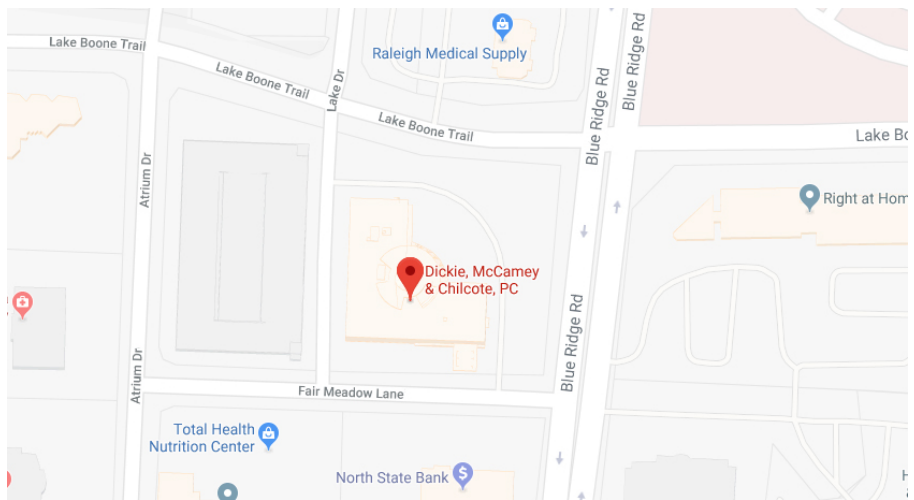 Lake Boone Trail
Raleigh Medical Supply
Blue Ridge Rd
Blue Ridge Rd
Lake Boone Trail
Lake Dr
Lake Boone Trail
Lake Bo
Atrium Dr
Right at Hom
Dickie, McCamey
& Chilcote, PC
Blue Ridge Rd
Atrium Dr
Fair Meadow Lane
Total Health
Nutrition Center
North State Bank
H